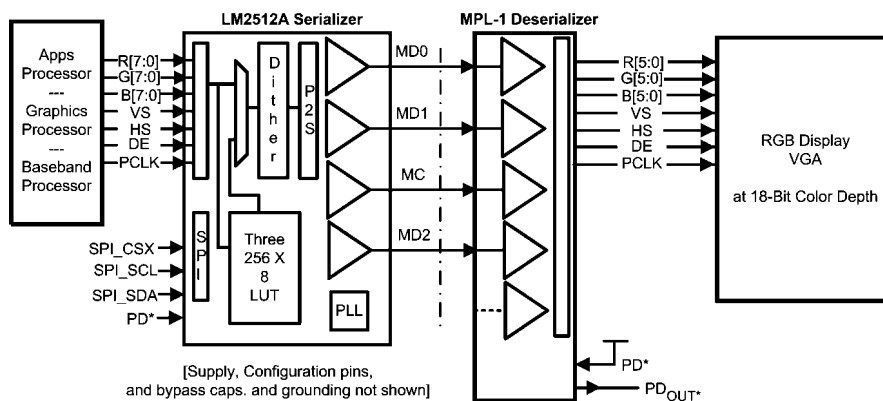 LM2512A Serializer
MPL-1 Deserializer
Apps
Processor
---
Graphics
Processor
---
Baseband
Processor
R[7:0]
G[7:0]
B[7:0]
VS
HS
DE
PCLK
SPI_CSX
SPI_SCL
SPI_SDA
PD*
SPI
Dither
P2S
Three
256 X
8
LUT
PLL
MD0
MD1
MC
MD2
R[5:0]
G[5:0]
B[5:0]
VS
HS
DE
PCLK
RGB Display
VGA
at 18-Bit Color Depth
PD*
PDOUT*
[Supply, Configuration pins,
and bypass caps. and grounding not shown]